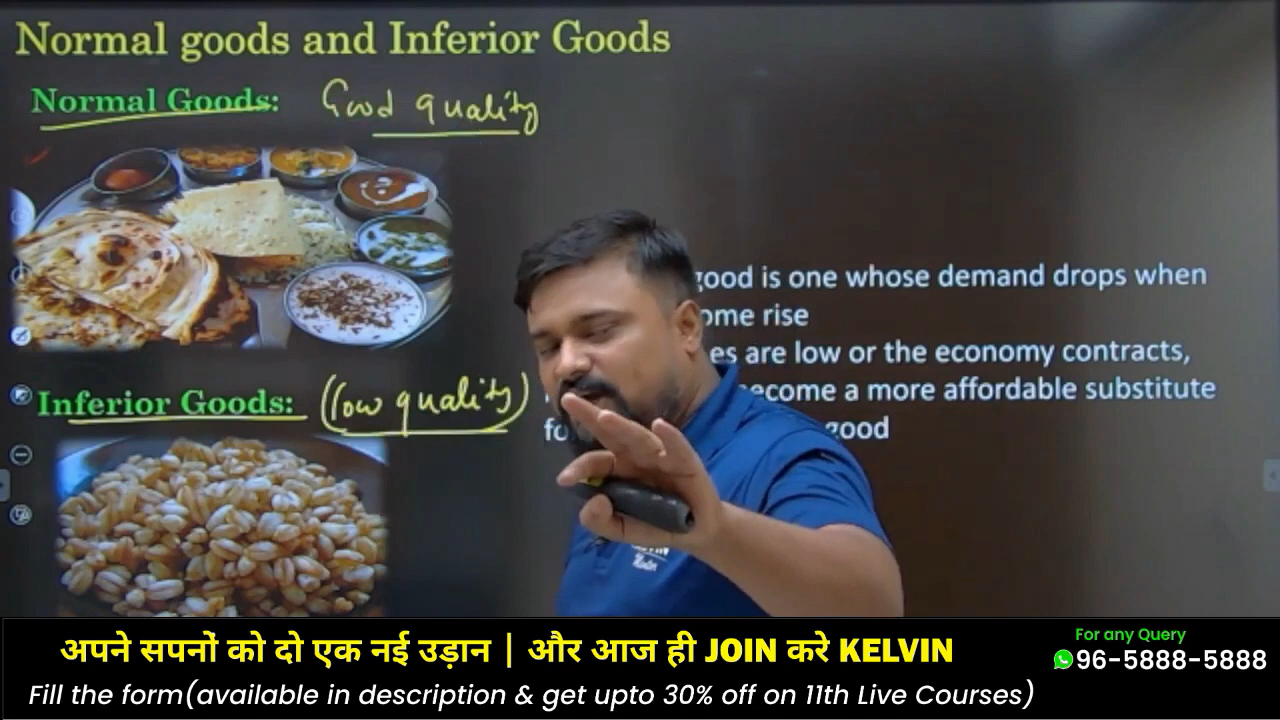 Normal goods and Inferior Goods
Normal Goods: Good quality
good is one whose demand drops when
ome rise
es are low or the economy contracts,
ecome a more affordable substitute
Inferior Goods: (low quality)
fo good
अपने सपनों को दो एक नई उड़ान | और आज ही JOIN करे KELVIN
For any Query
96-5888-5888
Fill the form(available in description & get upto 30% off on 11th Live Courses)